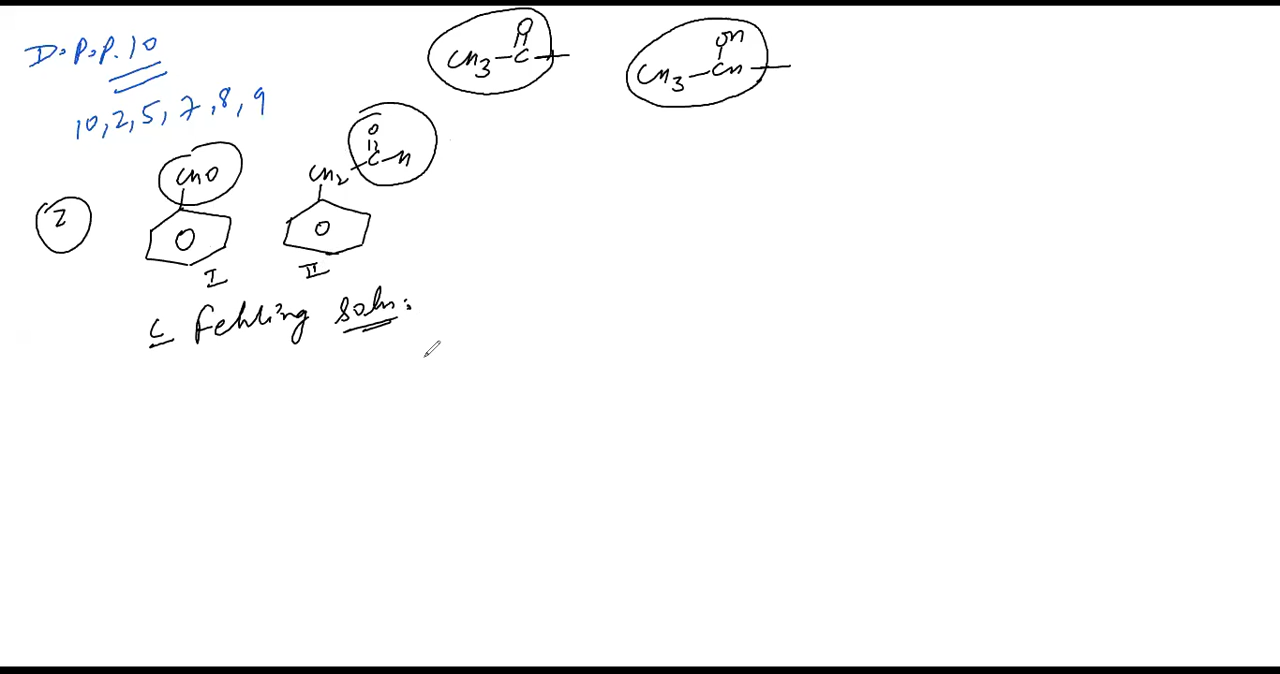 D.P.P.10
10,2,5,7,8,9
CH3-C-
O
CH3-CH-
OH
2
CHO
CH2-C-H
O
I
II
C Fehling Soln: